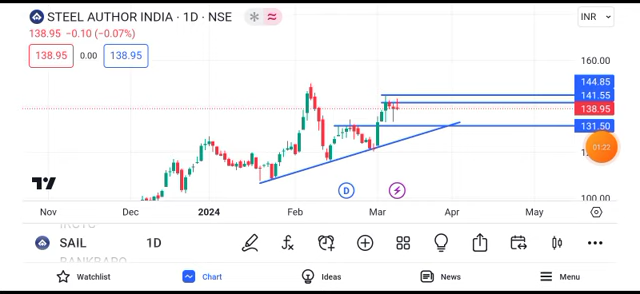 STEEL AUTHOR INDIA · 1D · NSE
INR
138.95 −0.10 (−0.07%)
138.95 0.00 138.95
160.00
144.85
141.55
138.95
131.50
01:22
100.00
D
Nov Dec 2024 Feb Mar Apr May
SAIL 1D
BANKBARO
Watchlist Chart Ideas News Menu